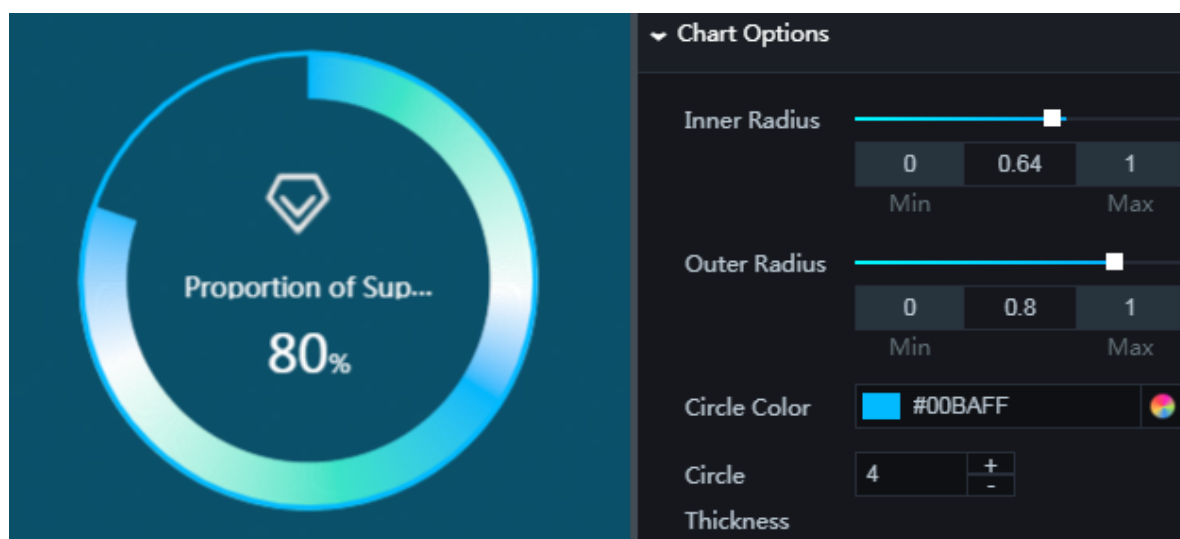 Proportion of Sup...
80%
Chart Options
Inner Radius
0 0.64 1
Min Max
Outer Radius
0 0.8 1
Min Max
Circle Color #00BAFF
Circle 4 + -
Thickness